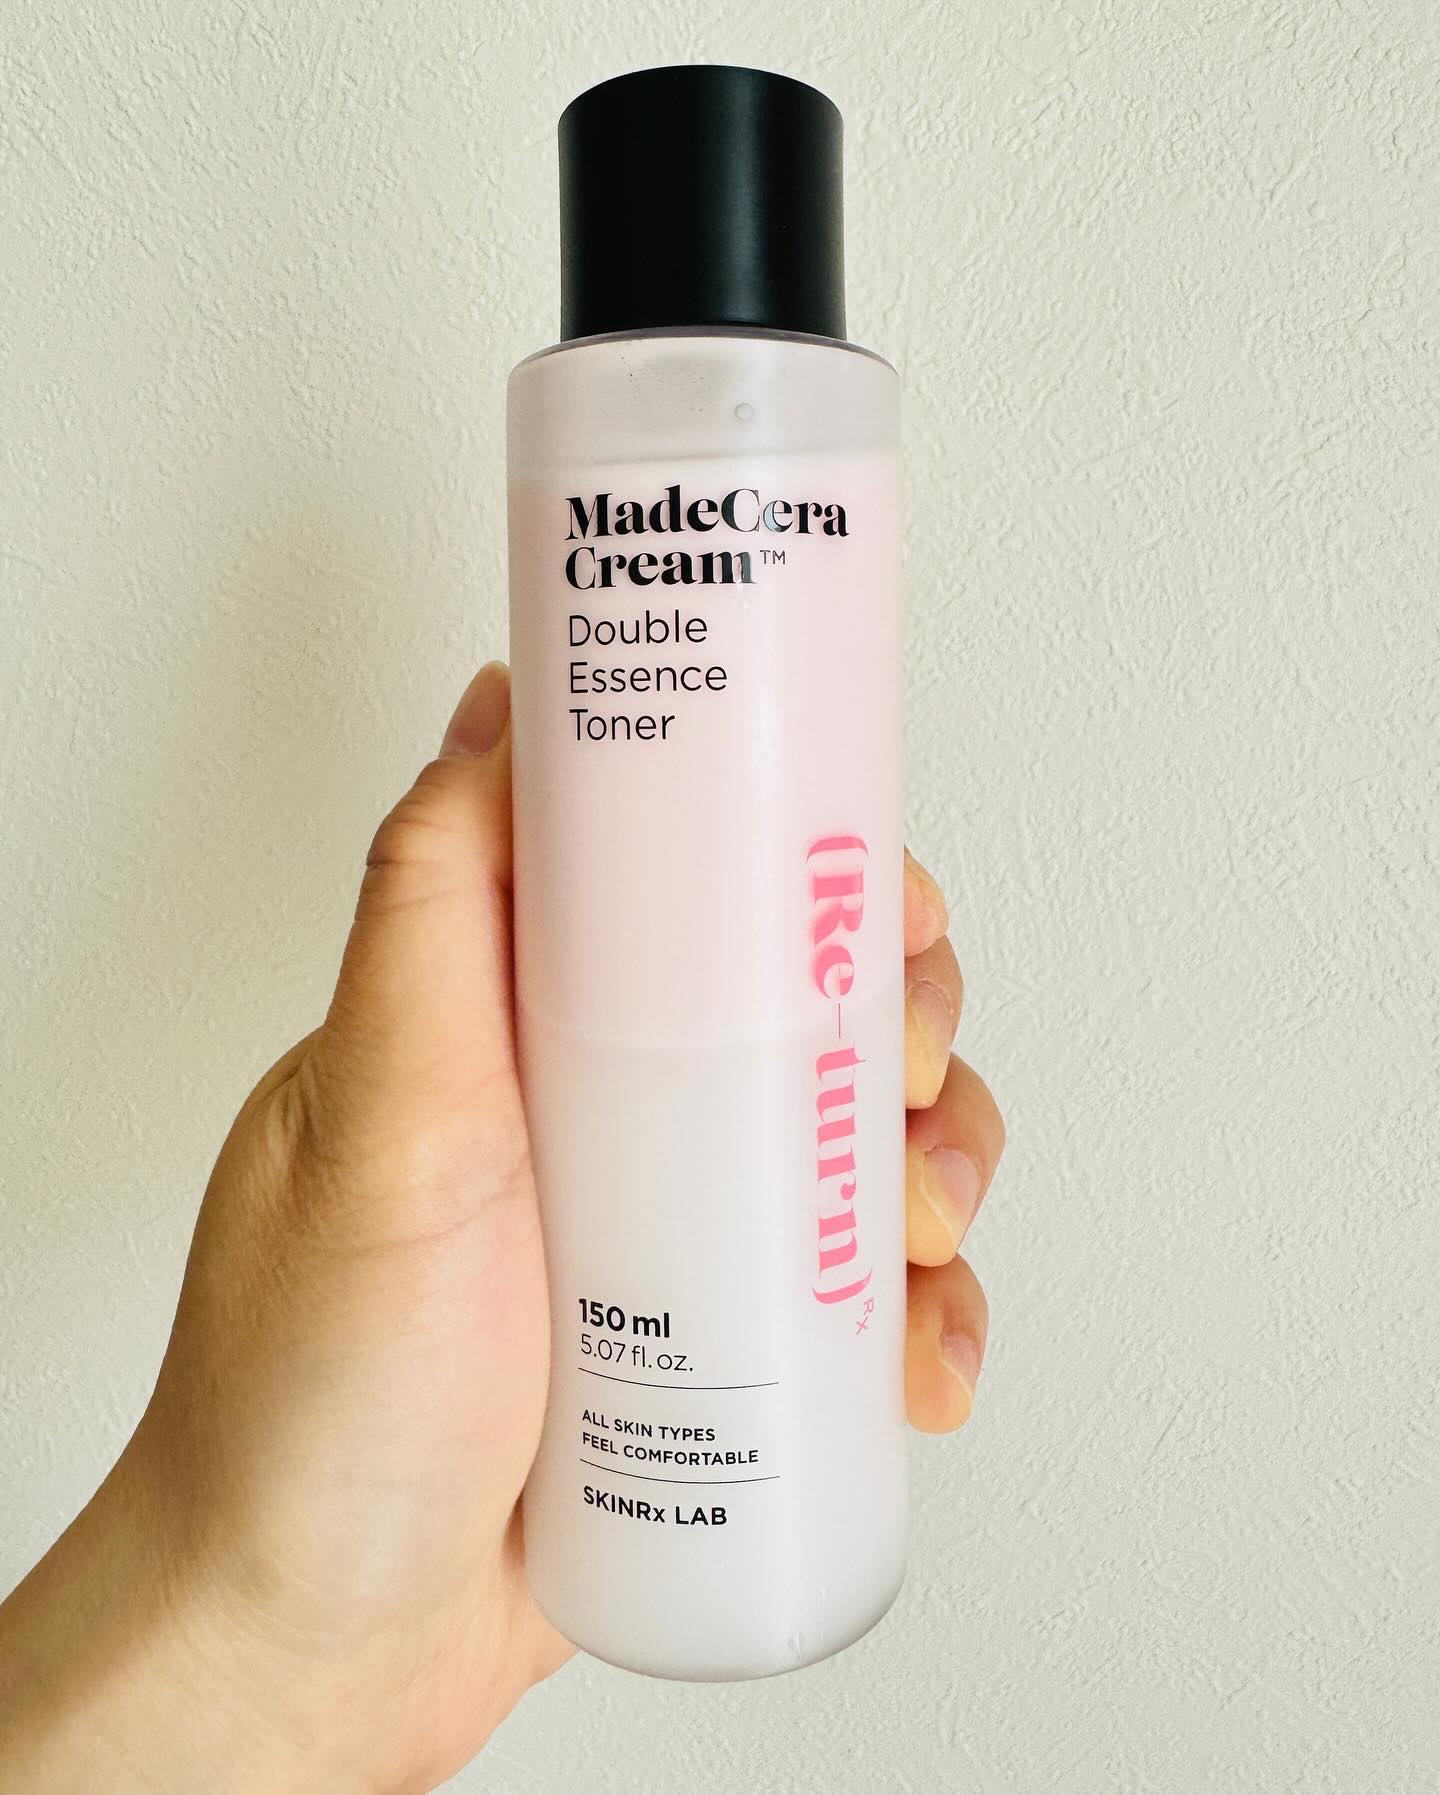 MadeCera
Cream™
Double
Essence
Toner
(Re–turn)Rx
150 ml
5.07 fl. oz.
ALL SKIN TYPES
FEEL COMFORTABLE
SKINRx LAB